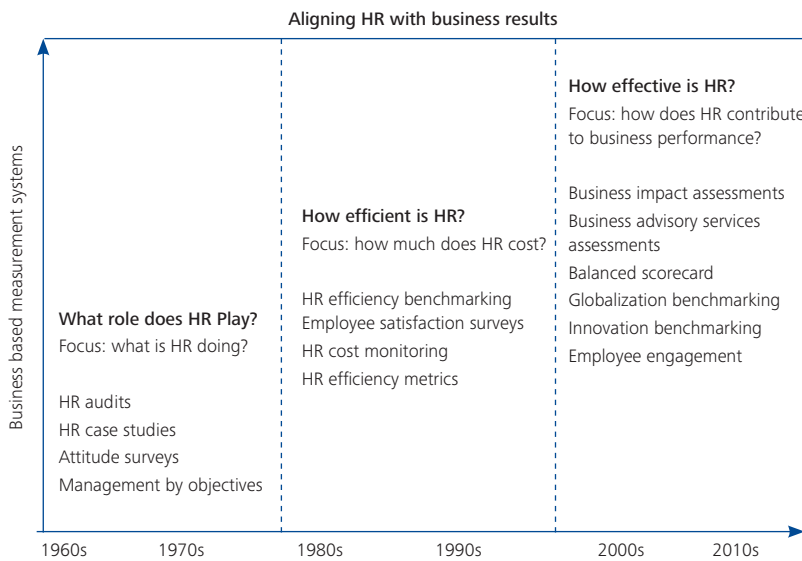 Aligning HR with business results
Business based measurement systems
What role does HR Play?
Focus: what is HR doing?
HR audits
HR case studies
Attitude surveys
Management by objectives
How efficient is HR?
Focus: how much does HR cost?
HR efficiency benchmarking
Employee satisfaction surveys
HR cost monitoring
HR efficiency metrics
How effective is HR?
Focus: how does HR contribute
to business performance?
Business impact assessments
Business advisory services
assessments
Balanced scorecard
Globalization benchmarking
Innovation benchmarking
Employee engagement
1960s 1970s 1980s 1990s 2000s 2010s